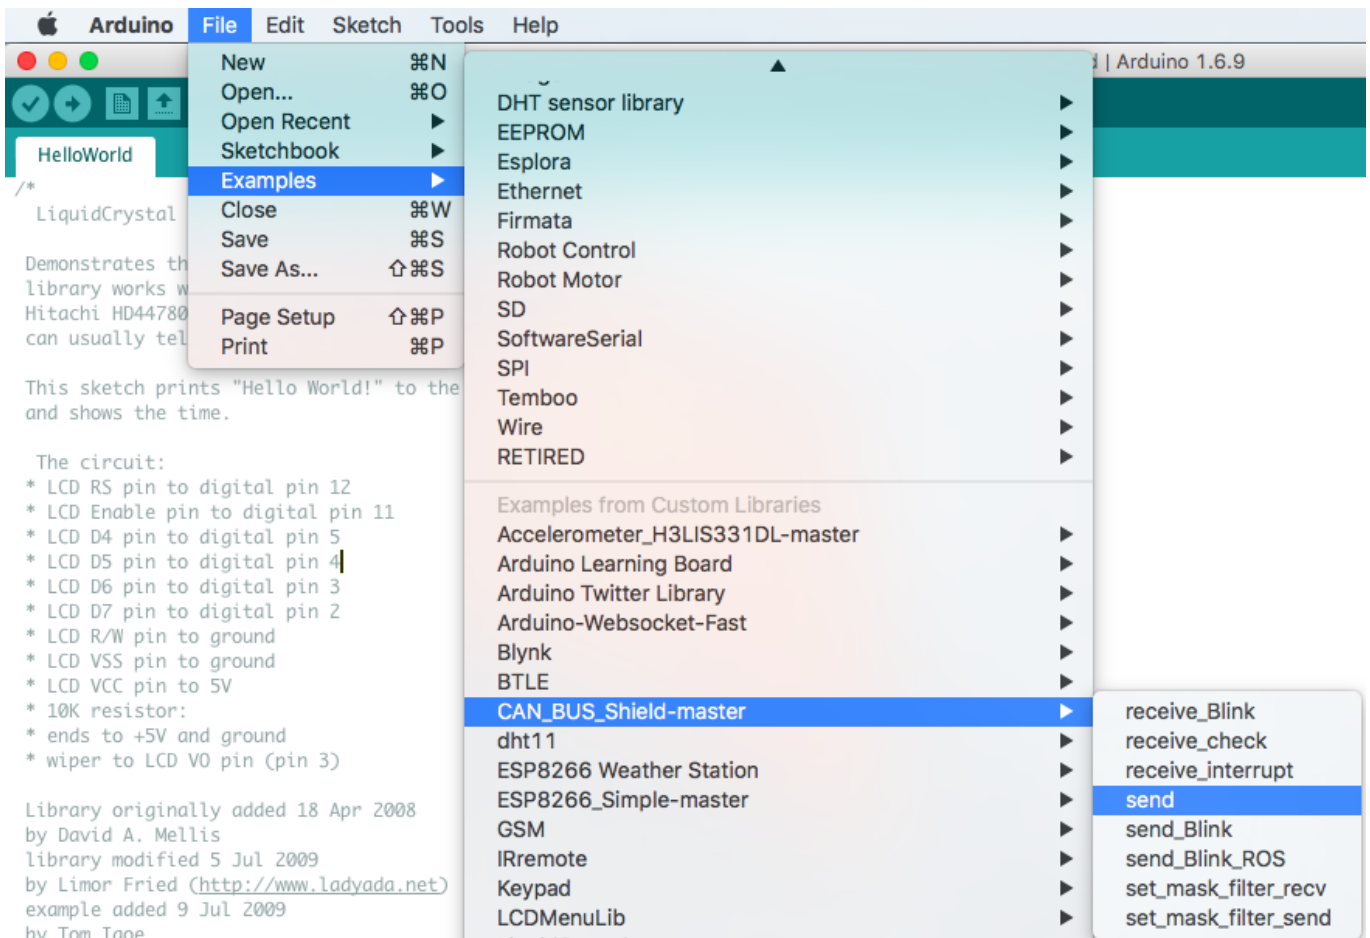 Arduino File Edit Sketch Tools Help
d | Arduino 1.6.9
HelloWorld
New ⌘N
Open... ⌘O
Open Recent ▶
Sketchbook ▶
Examples ▶
Close ⌘W
Save ⌘S
Save As... ⇧⌘S
Page Setup ⇧⌘P
Print ⌘P
/*
LiquidCrystal
Demonstrates th
library works w
Hitachi HD44780
can usually tel
This sketch prints "Hello World!" to the
and shows the time.
The circuit:
* LCD RS pin to digital pin 12
* LCD Enable pin to digital pin 11
* LCD D4 pin to digital pin 5
* LCD D5 pin to digital pin 4
* LCD D6 pin to digital pin 3
* LCD D7 pin to digital pin 2
* LCD R/W pin to ground
* LCD VSS pin to ground
* LCD VCC pin to 5V
* 10K resistor:
* ends to +5V and ground
* wiper to LCD VO pin (pin 3)
Library originally added 18 Apr 2008
by David A. Mellis
library modified 5 Jul 2009
by Limor Fried (http://www.ladyada.net)
example added 9 Jul 2009
by Tom Igoe
DHT sensor library
EEPROM
Esplora
Ethernet
Firmata
Robot Control
Robot Motor
SD
SoftwareSerial
SPI
Temboo
Wire
RETIRED
Examples from Custom Libraries
Accelerometer_H3LIS331DL-master
Arduino Learning Board
Arduino Twitter Library
Arduino-Websocket-Fast
Blynk
BTLE
CAN_BUS_Shield-master
dht11
ESP8266 Weather Station
ESP8266_Simple-master
GSM
IRremote
Keypad
LCDMenuLib
receive_Blink
receive_check
receive_interrupt
send
send_Blink
send_Blink_ROS
set_mask_filter_recv
set_mask_filter_send